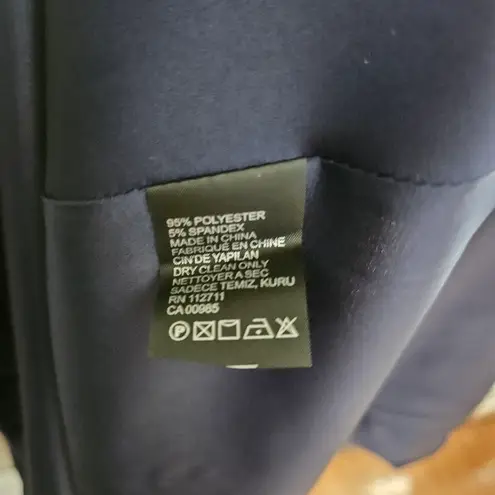 95% POLYESTER
5% SPANDEX
MADE IN CHINA
FABRIQUÉ EN CHINE
CIN'DE YAPILAN
DRY CLEAN ONLY
NETTOYER A SEC
SADECE TEMIZ, KURU
RN 112711
CA 00965
P